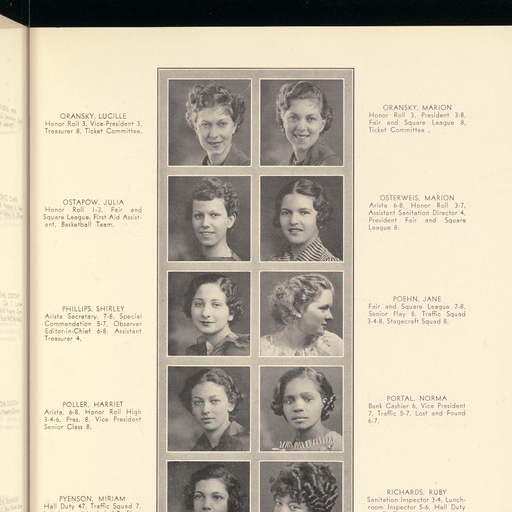 ORANSKY, LUCILLE
Honor Roll 3, Vice-President 3,
Treasurer 8, Ticket Committee.
ORANSKY, MARION
Honor Roll 3, President 3-8,
Fair and Square League 8,
Ticket Committee .
OSTAPOW, JULIA
Honor Roll 1-3, Fair and
Square League, First Aid Assist-
ant, Basketball Team.
OSTERWEIS, MARION
Arista 6-8, Honor Roll 3-7,
Assistant Sanitation Director 4,
President Fair and Square
League 8.
PHILLIPS, SHIRLEY
Arista Secretary, 7-8, Special
Commendation 5-7, Observer
Editor-in-Chief 6-8, Assistant
Treasurer 4.
POEHN, JANE
Fair and Square League 7-8,
Senior Play 8, Traffic Squad
3-4-8, Stagecraft Squad 8.
POLLER, HARRIET
Arista, 6-8, Honor Roll High
3-4-6, Pres. 8, Vice President
Senior Class 8.
PORTAL, NORMA
Bank Cashier 6, Vice President
7, Traffic 5-7, Lost and Found
6-7.
PYENSON, MIRIAM
Hall Duty 47, Traffic Squad 7,
RICHARDS, RUBY
Sanitation Inspector 3-4, Lunch-
room Inspector 5-6, Hall Duty